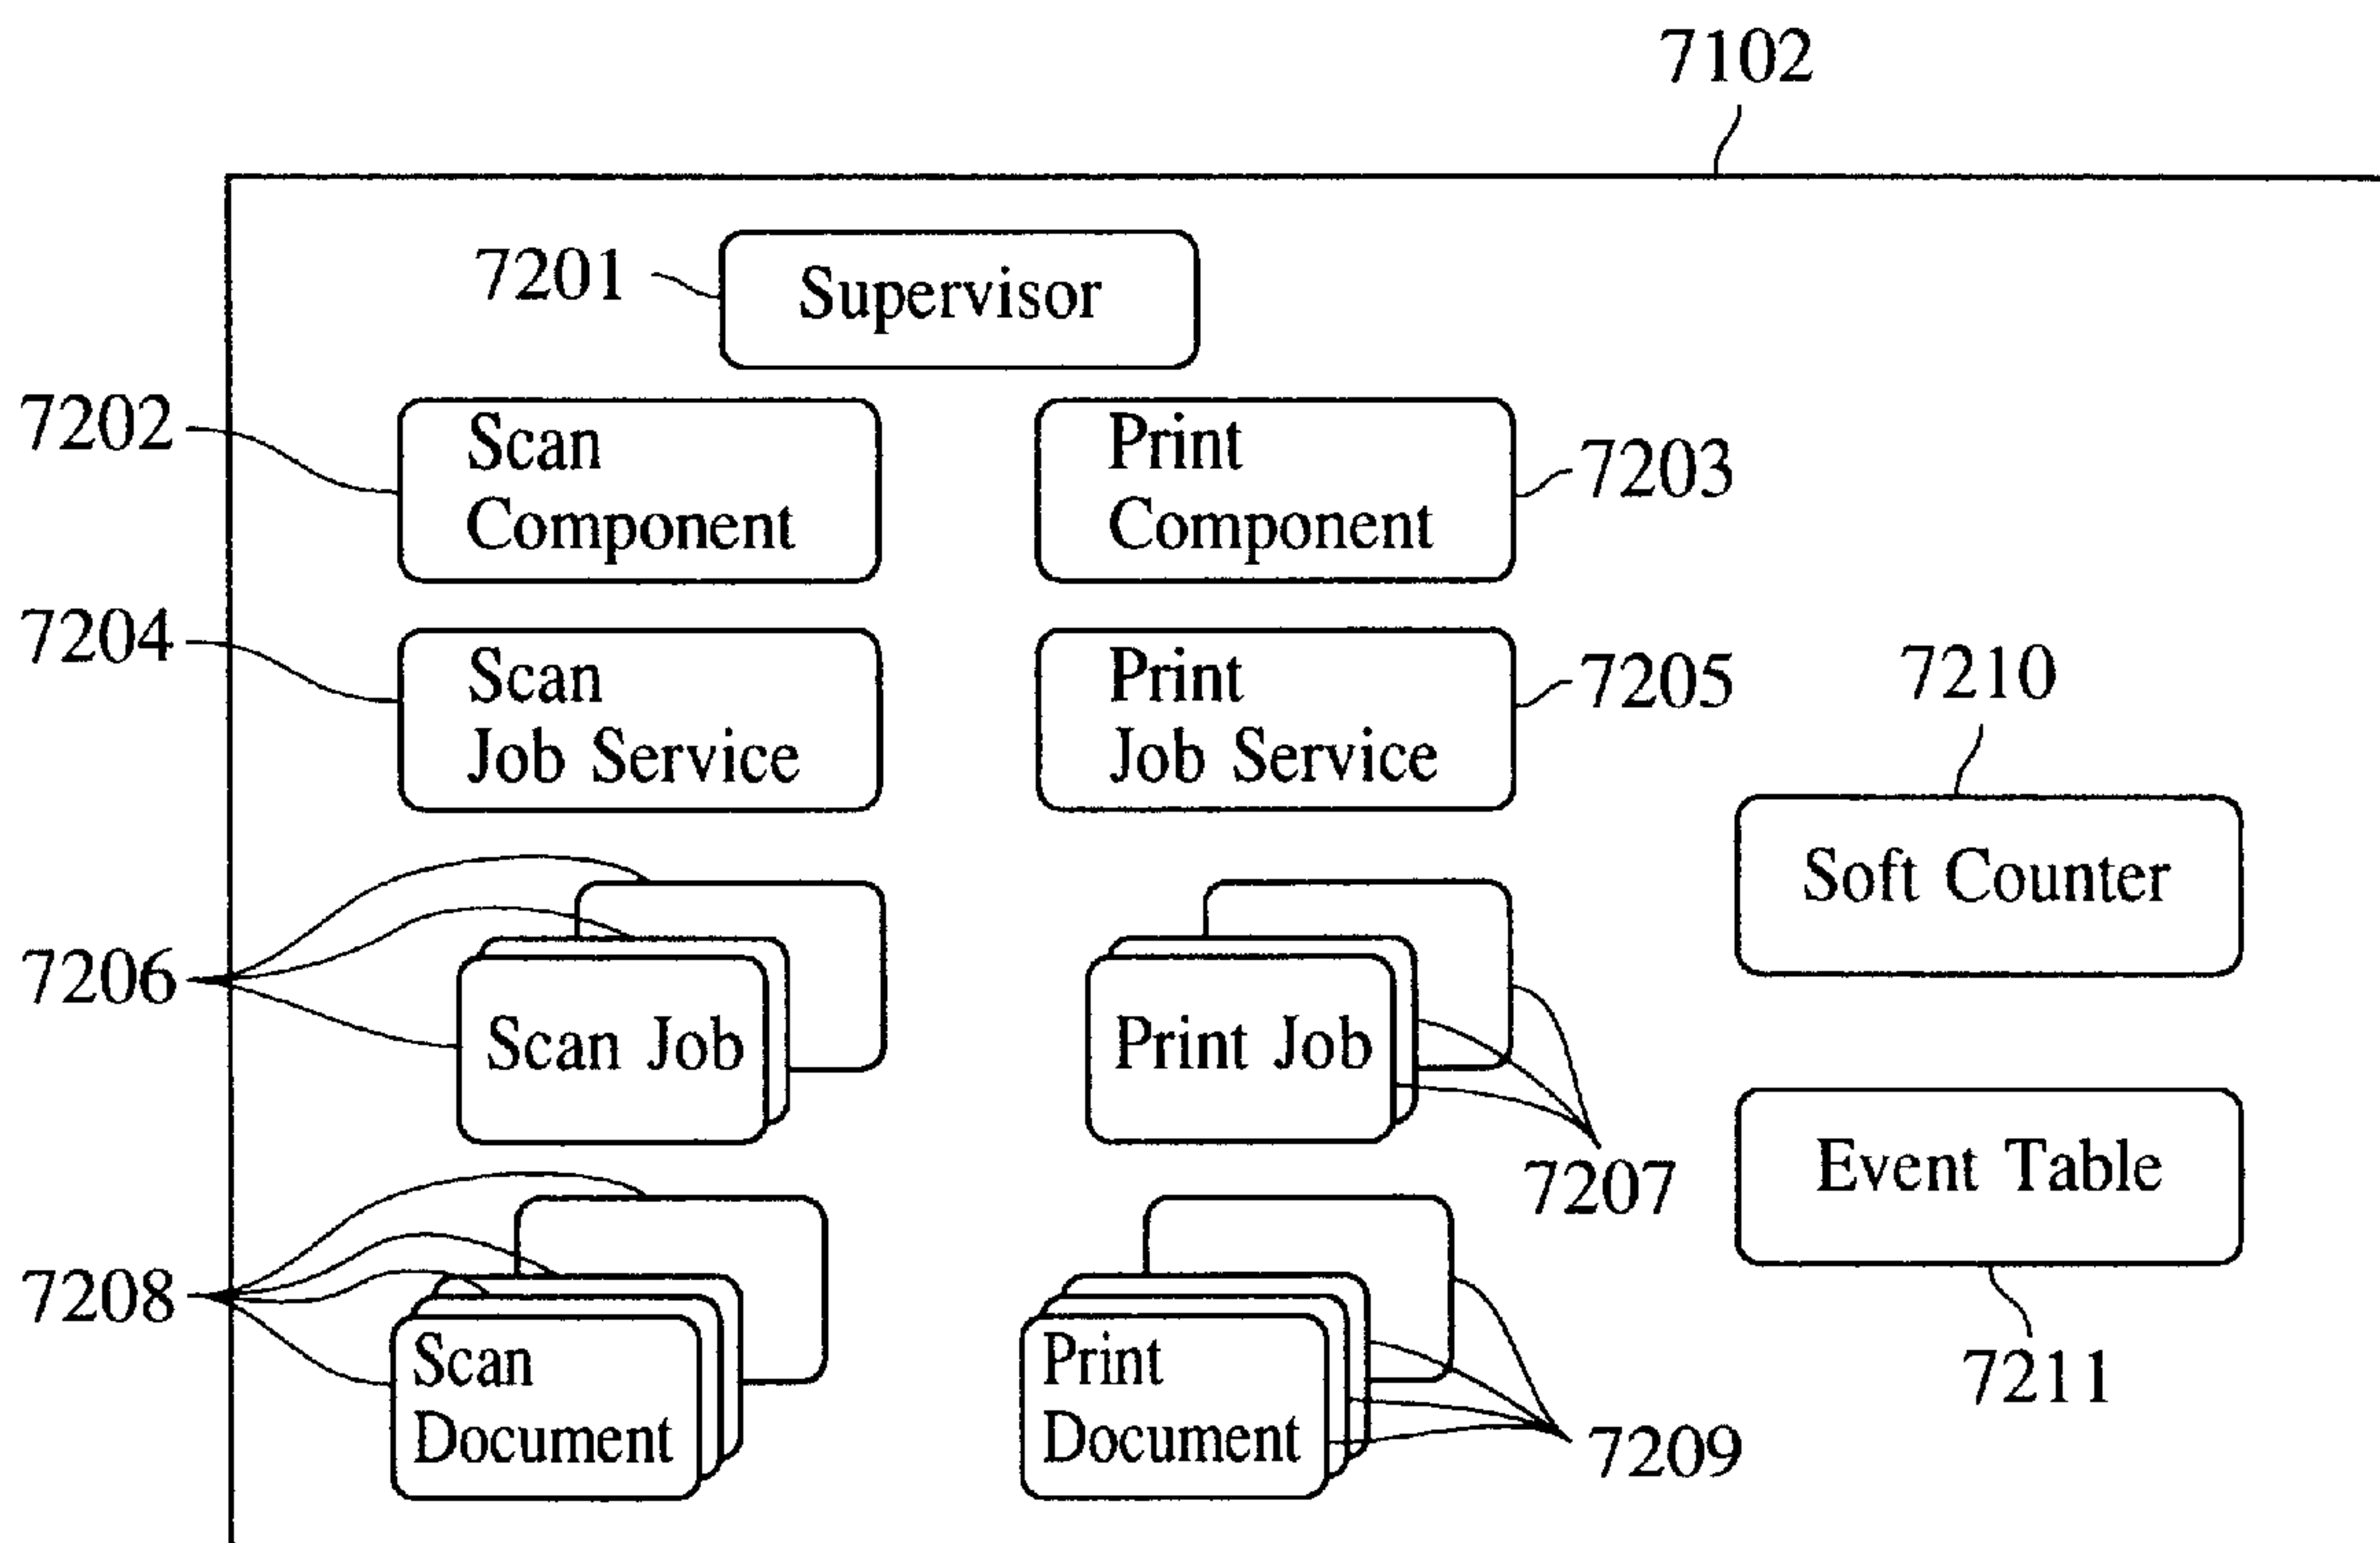 7102
7201
Supervisor
7202
Scan
Component
Print
Component
7203
7204
Scan
Job Service
Print
Job Service
7205
7210
Soft Counter
7206
Scan Job
Print Job
7207
Event Table
7211
7208
Scan
Document
Print
Document
7209